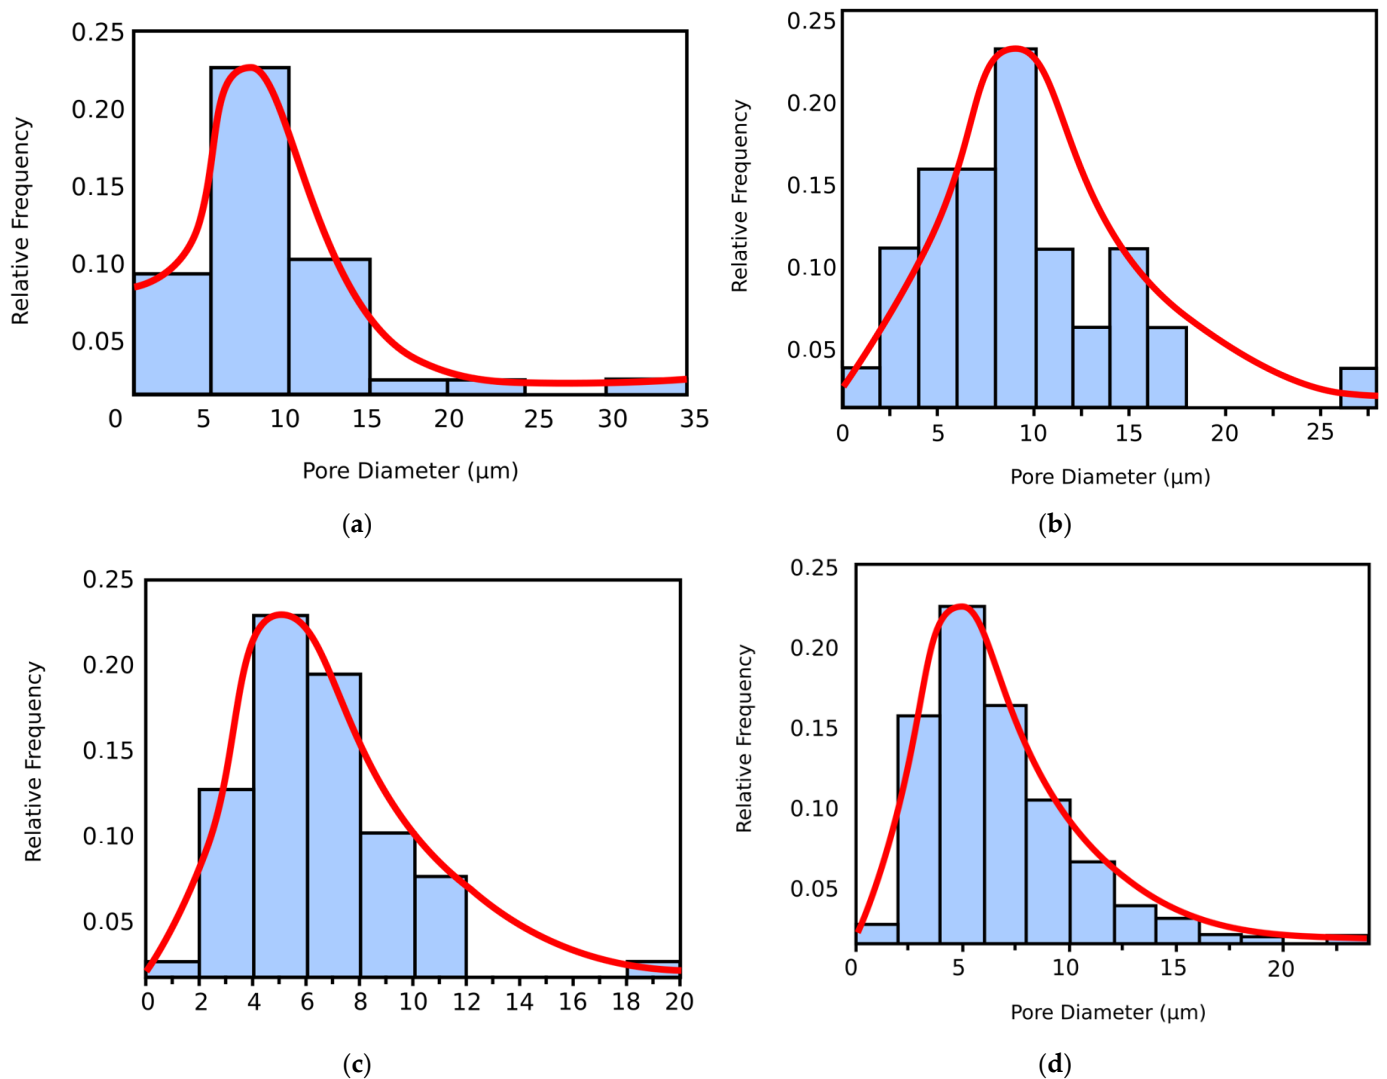 0.25
0.20
0.15
0.10
0.05
Relative Frequency
0 5 10 15 20 25 30 35
Pore Diameter (µm)
(a)
0.25
0.20
0.15
0.10
0.05
Relative Frequency
0 5 10 15 20 25
Pore Diameter (µm)
(b)
0.25
0.20
0.15
0.10
0.05
Relative Frequency
0 2 4 6 8 10 12 14 16 18 20
(c)
0.25
0.20
0.15
0.10
0.05
Relative Frequency
0 5 10 15 20
Pore Diameter (µm)
(d)